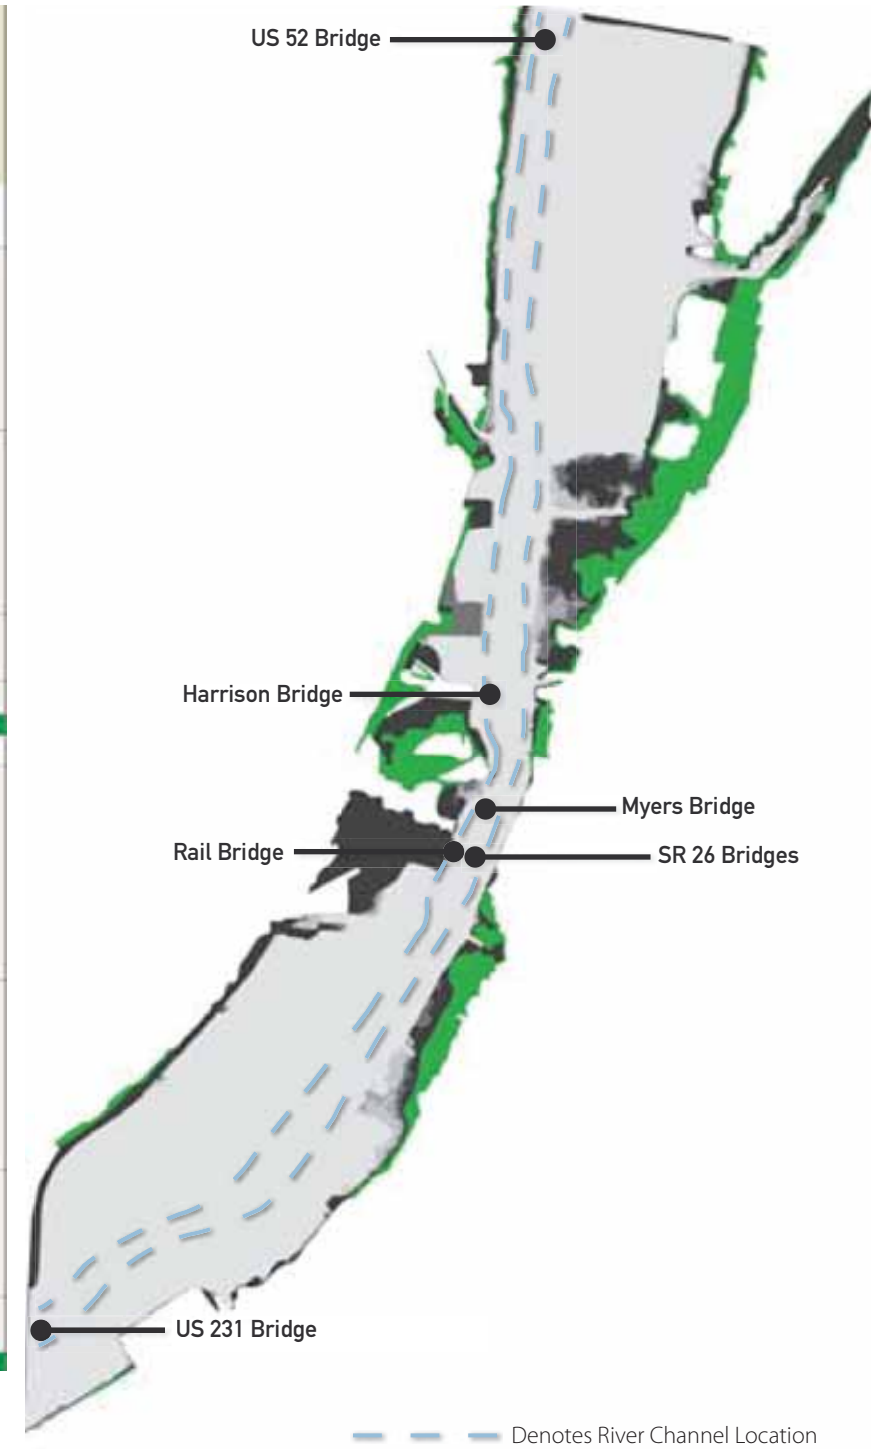 US 52 Bridge
Harrison Bridge
Myers Bridge
Rail Bridge
SR 26 Bridges
US 231 Bridge
Denotes River Channel Location